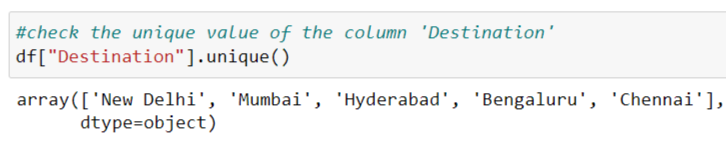 #check the unique value of the column 'Destination'
df["Destination"].unique()
array(['New Delhi', 'Mumbai', 'Hyderabad', 'Bengaluru', 'Chennai'],
dtype=object)